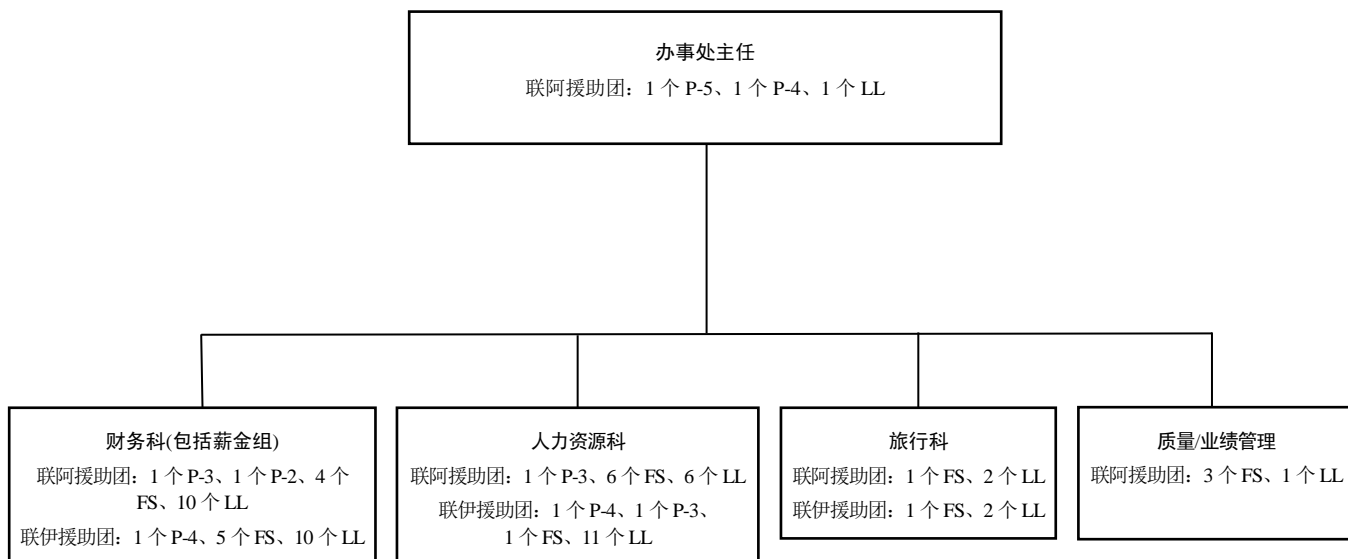 办事处主任
联阿援助团：1 个 P-5、1 个 P-4、1 个 LL
财务科(包括薪金组)
联阿援助团：1 个 P-3、1 个 P-2、4 个
FS、10 个 LL
联伊援助团：1 个 P-4、5 个 FS、10 个 LL
人力资源科
联阿援助团：1 个 P-3、6 个 FS、6 个 LL
联伊援助团：1 个 P-4、1 个 P-3、
1 个 FS、11 个 LL
旅行科
联阿援助团：1 个 FS、2 个 LL
联伊援助团：1 个 FS、2 个 LL
质量/业绩管理
联阿援助团：3 个 FS、1 个 LL